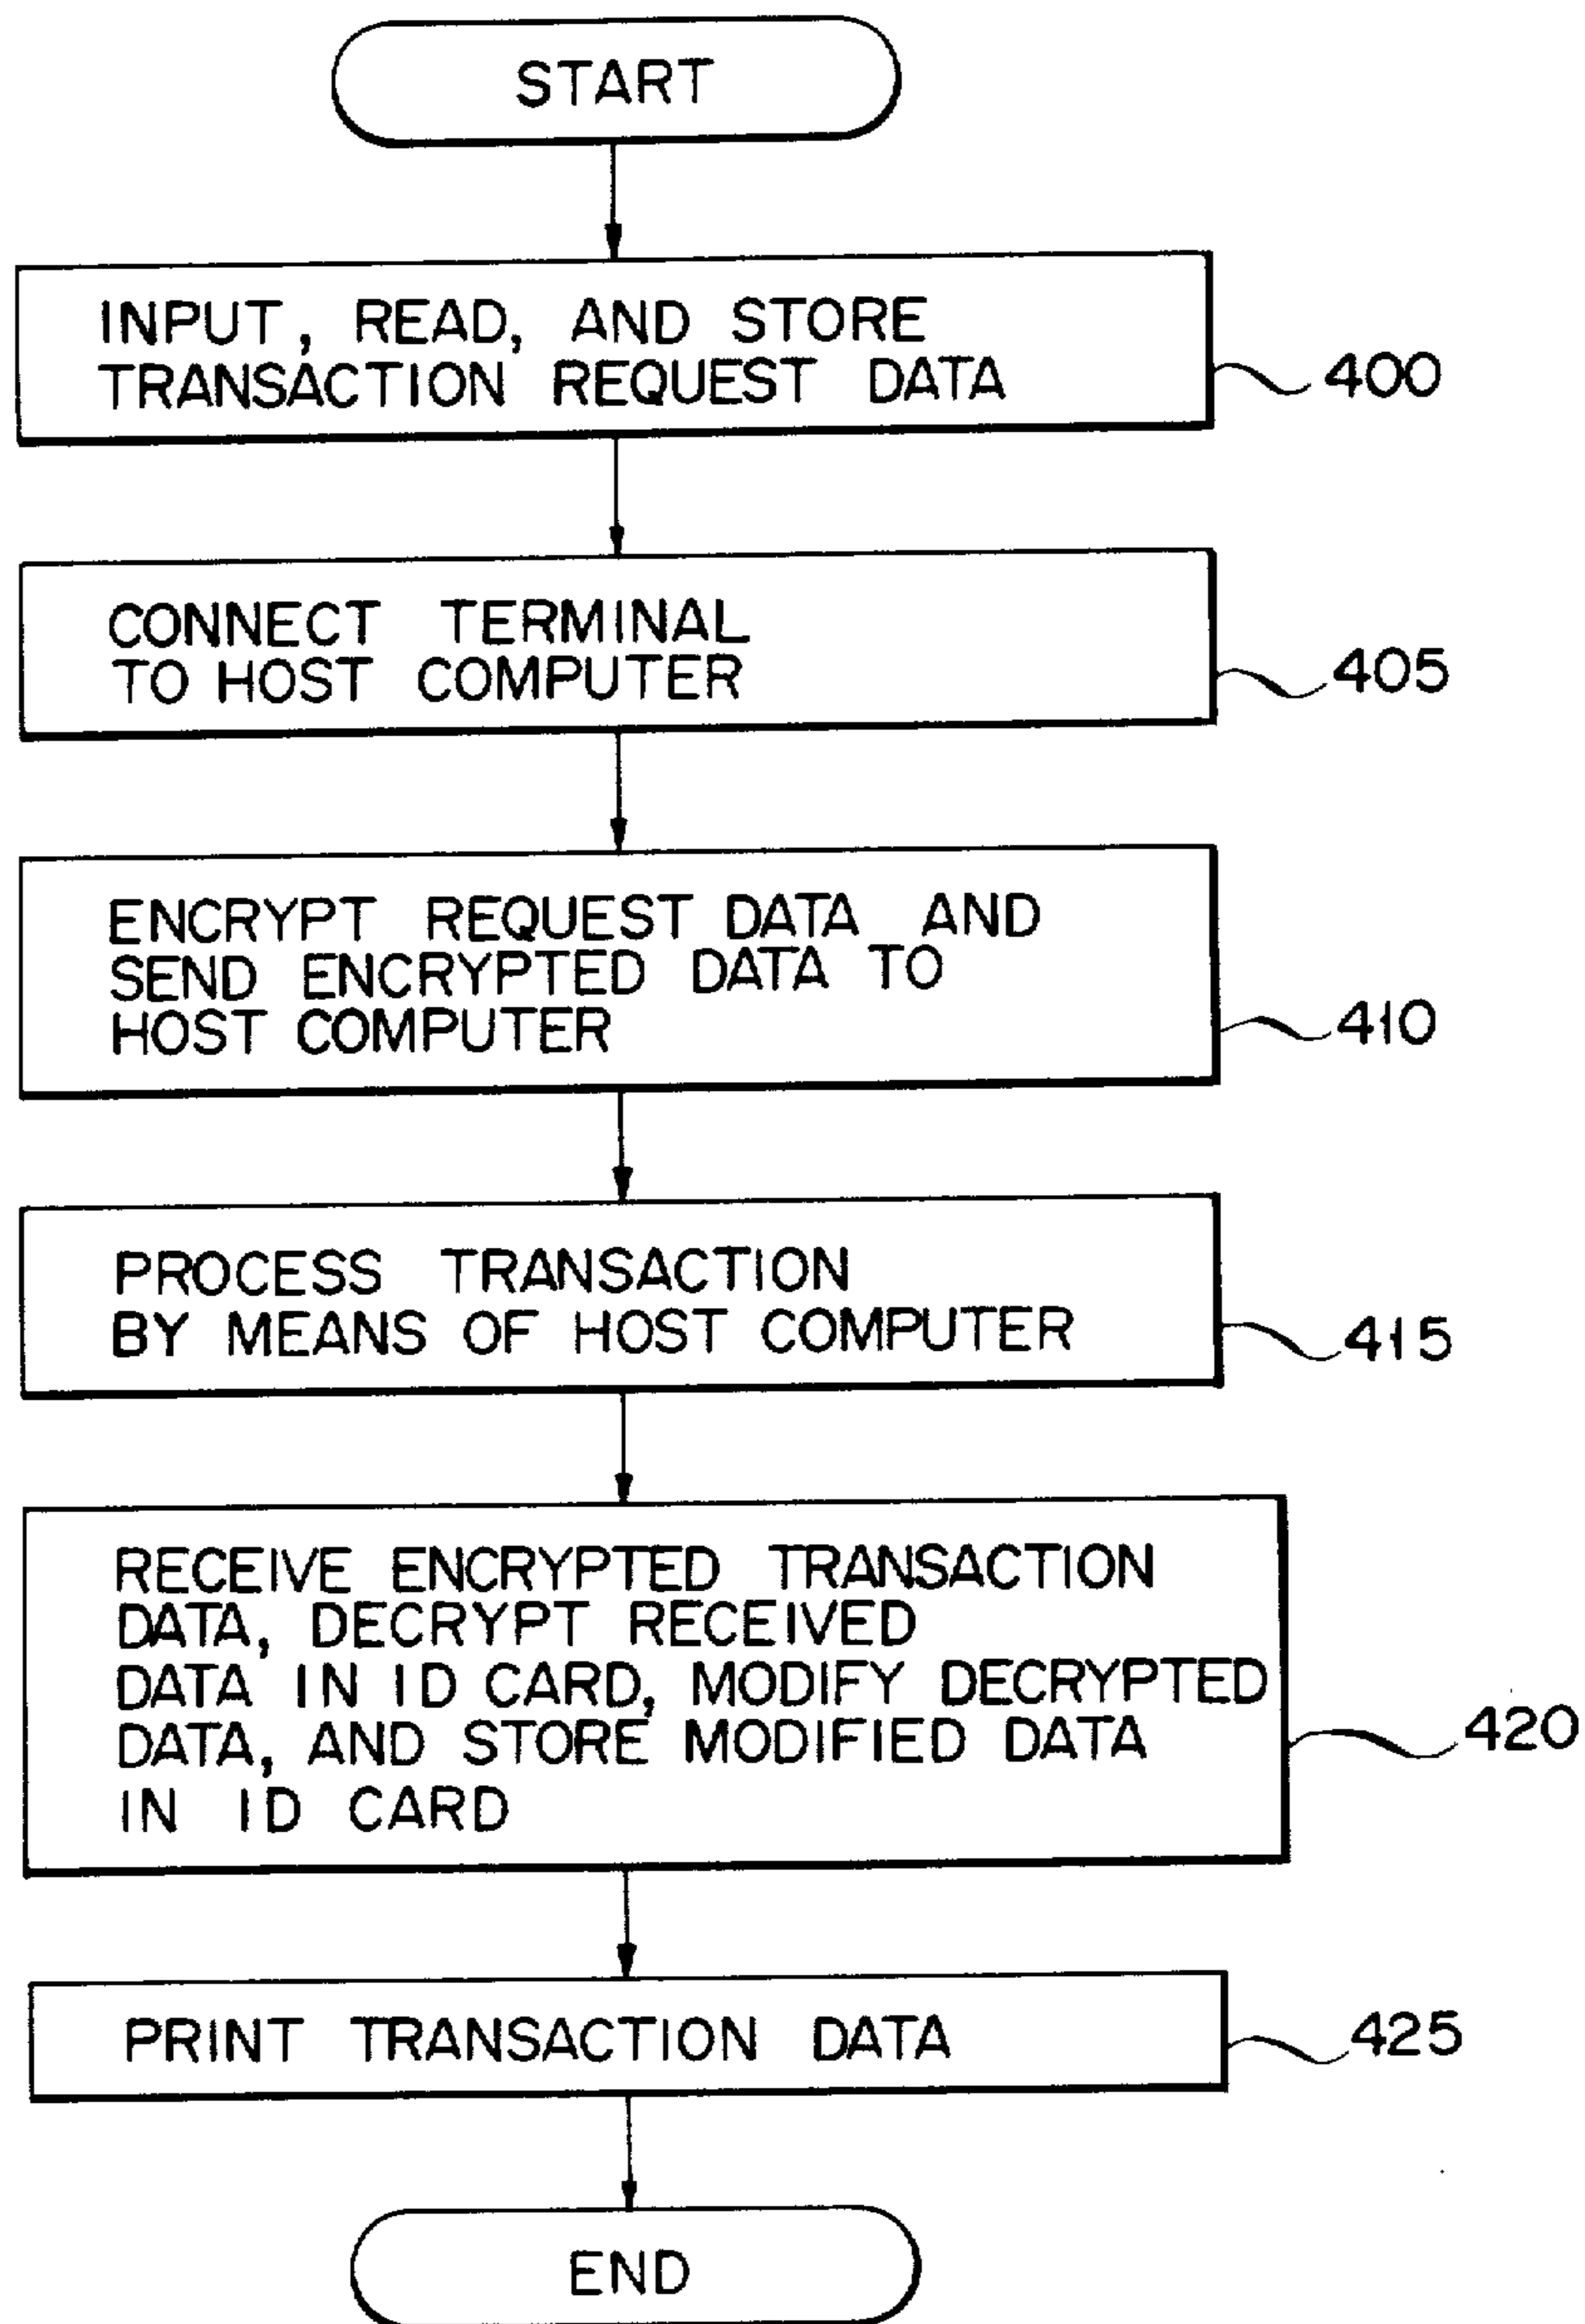 START
INPUT, READ, AND STORE
TRANSACTION REQUEST DATA
400
CONNECT TERMINAL
TO HOST COMPUTER
405
ENCRYPT REQUEST DATA AND
SEND ENCRYPTED DATA TO
HOST COMPUTER
410
PROCESS TRANSACTION
BY MEANS OF HOST COMPUTER
415
RECEIVE ENCRYPTED TRANSACTION
DATA, DECRYPT RECEIVED
DATA IN ID CARD, MODIFY DECRYPTED
DATA, AND STORE MODIFIED DATA
IN ID CARD
420
PRINT TRANSACTION DATA
425
END